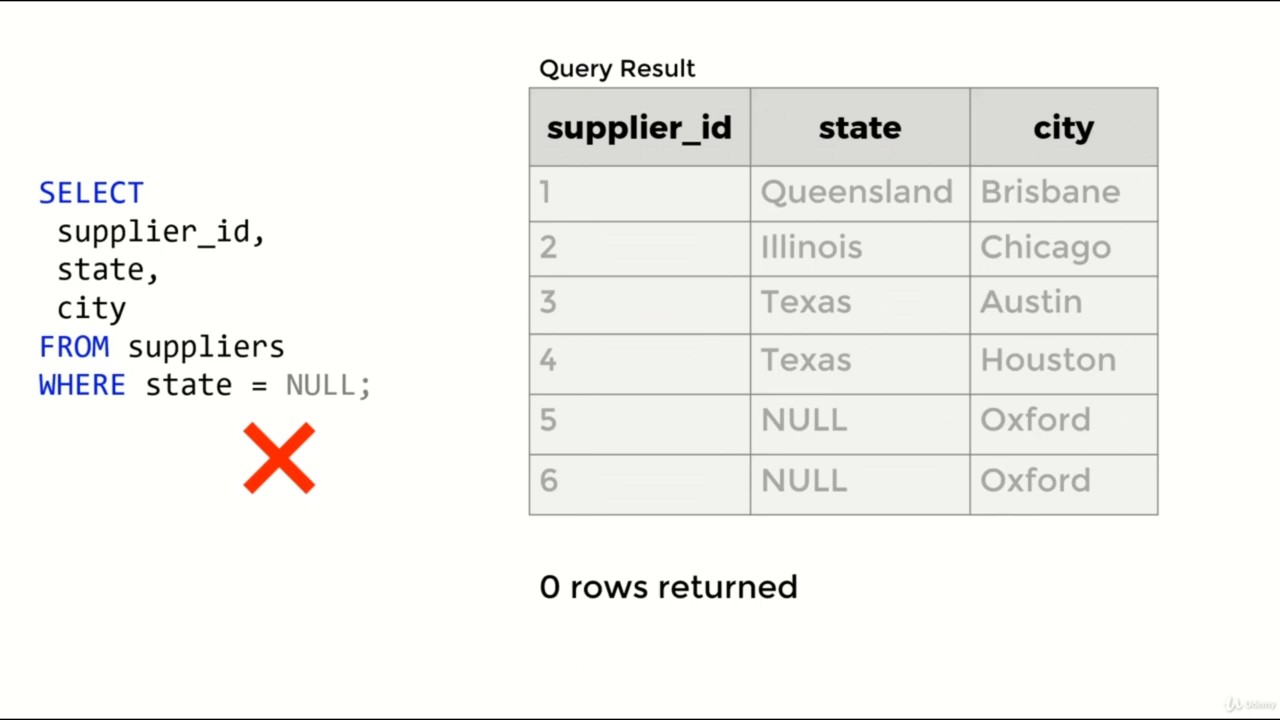 Query Result
supplier_id state city
SELECT
supplier_id,
state,
city
FROM suppliers
WHERE state = NULL;
1 Queensland Brisbane
2 Illinois Chicago
3 Texas Austin
4 Texas Houston
5 NULL Oxford
6 NULL Oxford
0 rows returned
Udemy